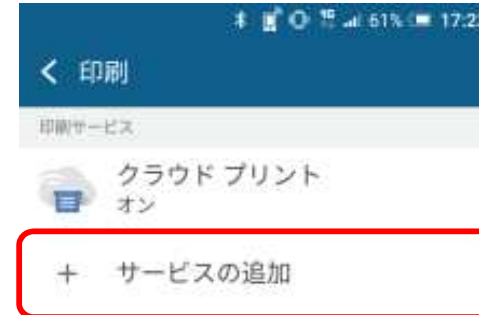 61% 17:2
印刷
印刷サービス
クラウド プリント
オン
+ サービスの追加